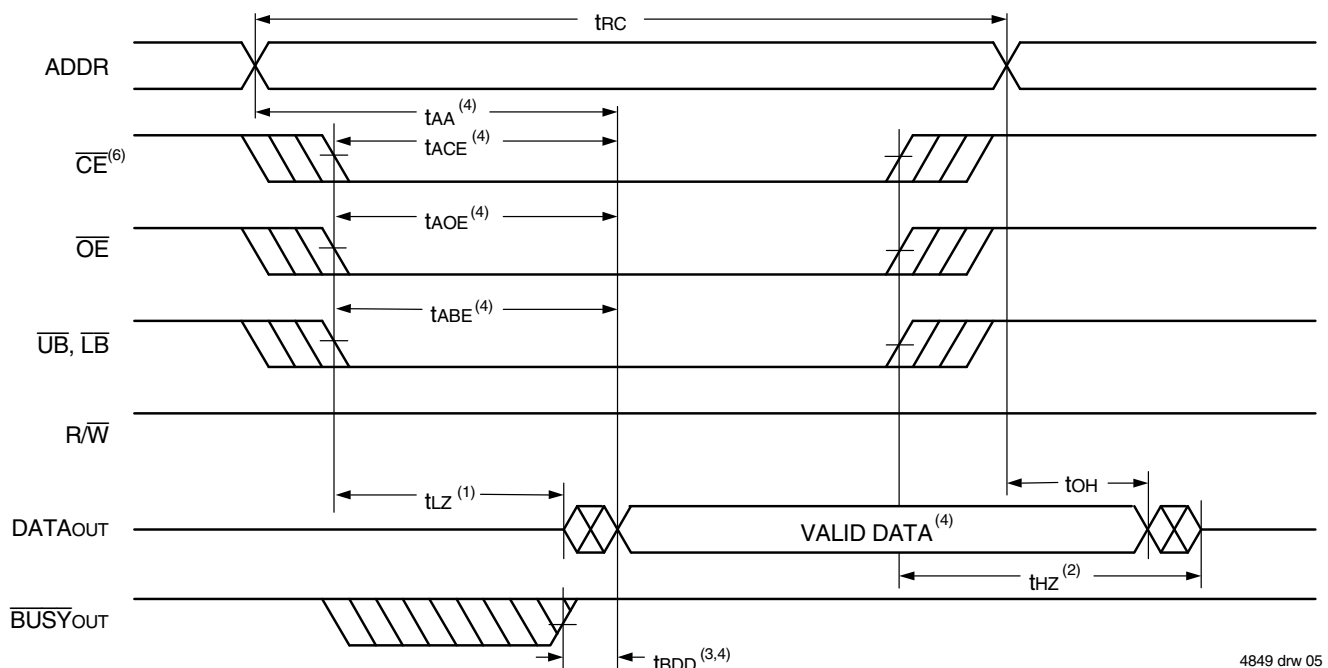 tRC
ADDR
tAA (4)
tACE (4)
CE(6)
tAOE (4)
OE
tABE (4)
UB, LB
R/W
tLZ (1)
tOH
DATAOUT
VALID DATA(4)
tHZ (2)
BUSYOUT
tBDD (3,4)
4849 drw 05